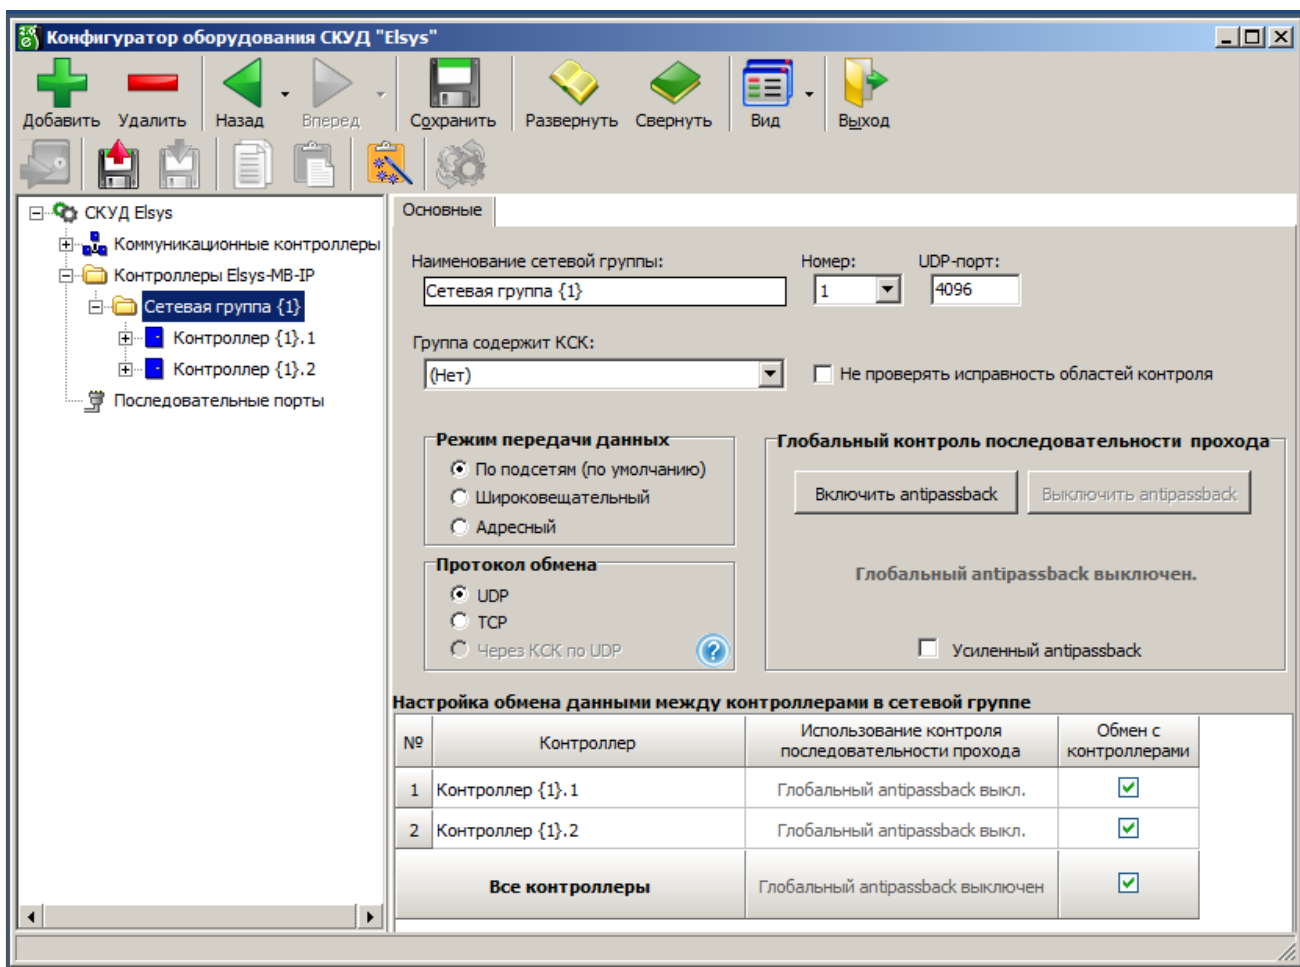 Конфигуратор оборудования СКУД "Elsys"
Добавить Удалить Назад Вперед Сохранить Развернуть Свернуть Вид Выход
СКУД Elsys
Коммуникационные контроллеры
Контроллеры Elsys-MB-IP
Сетевая группа {1}
Контроллер {1}.1
Контроллер {1}.2
Последовательные порты
Основные
Наименование сетевой группы: Номер: UDP-порт:
Сетевая группа {1} 1 4096
Группа содержит КСК:
(Нет) Не проверять исправность областей контроля
Режим передачи данных
По подсетям (по умолчанию)
Широковещательный
Адресный
Глобальный контроль последовательности прохода
Включить antipassback Выключить antipassback
Глобальный antipassback выключен.
Усиленный antipassback
Протокол обмена
UDP
TCP
Через КСК по UDP
Настройка обмена данными между контроллерами в сетевой группе
№ Контроллер Использование контроля последовательности прохода Обмен с контроллерами
1 Контроллер {1}.1 Глобальный antipassback выкл.
2 Контроллер {1}.2 Глобальный antipassback выкл.
Все контроллеры Глобальный antipassback выключен